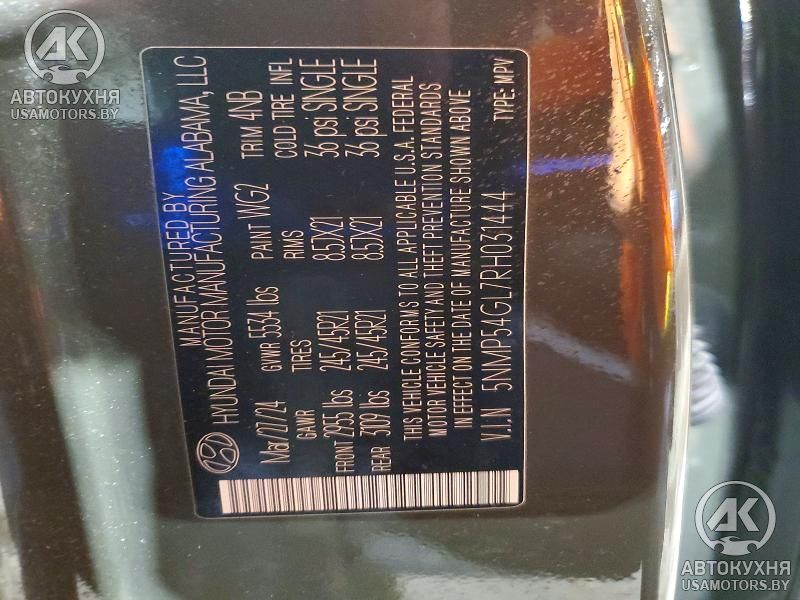 АВТОКУХНЯ
USAMOTORS.BY
MANUFACTURED BY
HYUNDAI MOTOR MANUFACTURING ALABAMA, LLC
Mar/07/24 GVWR 5534 lbs PAINT WG2 TRIM 4NB
GAWR TIRES RIMS COLD TIRE INFL
FRONT 2955 lbs 245/45R21 8.5JX21 36 psi SINGLE
REAR 3109 lbs 245/45R21 8.5JX21 36 psi SINGLE
THIS VEHICLE CONFORMS TO ALL APPLICABLE U.S.A. FEDERAL
MOTOR VEHICLE SAFETY AND THEFT PREVENTION STANDARDS
IN EFFECT ON THE DATE OF MANUFACTURE SHOWN ABOVE
V.I.N 5NMP54GL7RH031444 TYPE: MPV
АВТОКУХНЯ
USAMOTORS.BY